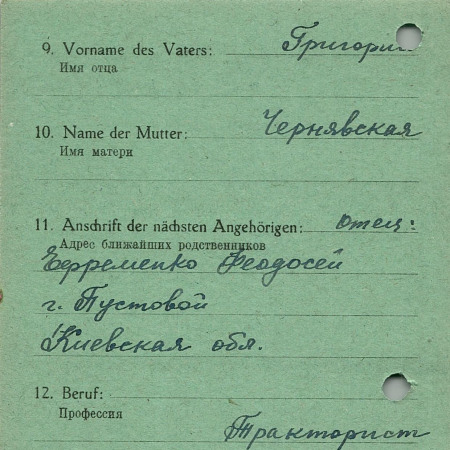 9. Vorname des Vaters: Григорий
Имя отца
10. Name der Mutter: Чернявская
Имя матери
11. Anschrift der nächsten Angehörigen: отец:
Адрес ближайших родственников
Ефременко Феодосей
г. Пустовой
Киевская обл.
12. Beruf:
Профессия
Тракторист